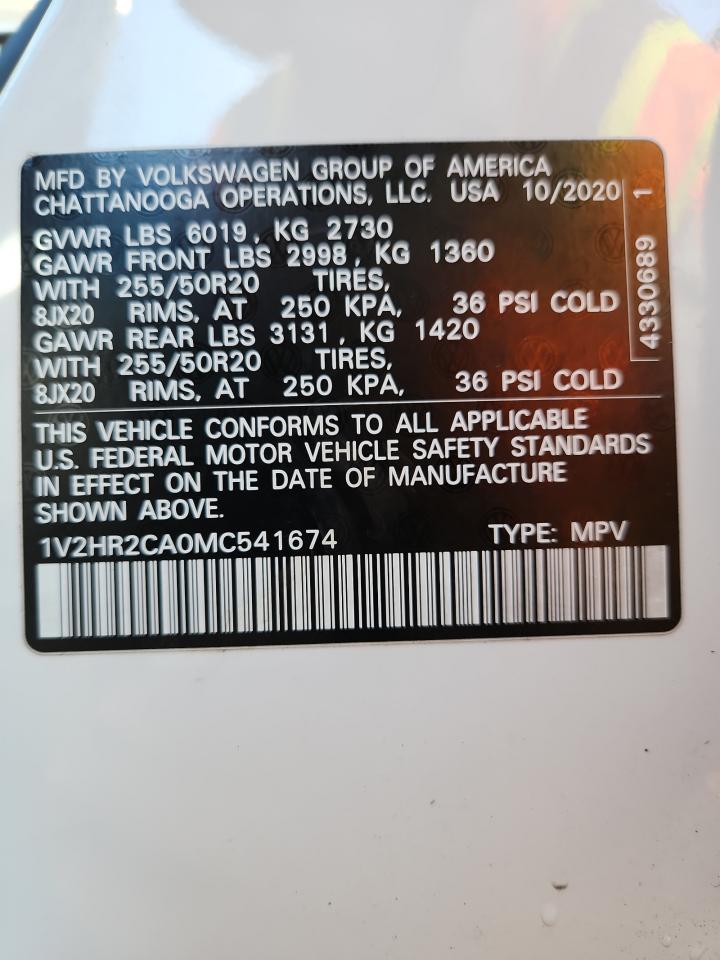 MFD BY VOLKSWAGEN GROUP OF AMERICA
CHATTANOOGA OPERATIONS, LLC. USA 10/2020
GVWR LBS 6019, KG 2730
GAWR FRONT LBS 2998, KG 1360
WITH 255/50R20 TIRES,
8JX20 RIMS, AT 250 KPA, 36 PSI COLD
GAWR REAR LBS 3131, KG 1420
WITH 255/50R20 TIRES,
8JX20 RIMS, AT 250 KPA, 36 PSI COLD
4330689 1
THIS VEHICLE CONFORMS TO ALL APPLICABLE
U.S. FEDERAL MOTOR VEHICLE SAFETY STANDARDS
IN EFFECT ON THE DATE OF MANUFACTURE
SHOWN ABOVE.
1V2HR2CA0MC541674 TYPE: MPV